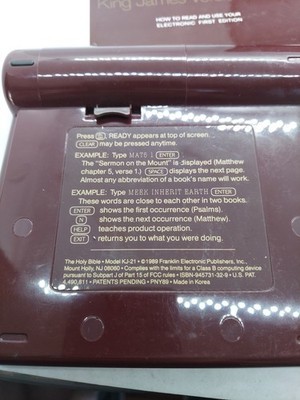 King James Ve
HOW TO READ AND USE YOUR
ELECTRONIC FIRST EDITION
Press , READY appears at top of screen.
CLEAR may be pressed anytime.
EXAMPLE: Type MAT5 1 ENTER
The "Sermon on the Mount" is displayed (Matthew
chapter 5, verse 1.) SPACE displays the next page.
Almost any abbreviation of a book's name will work.
EXAMPLE: Type MEEK INHERIT EARTH ENTER
These words are close to each other in two books.
ENTER shows the first occurrence (Psalms).
N shows the next occurrence (Matthew).
HELP teaches product operation.
EXIT returns you to what you were doing.
The Holy Bible • Model KJ-21 • ©1989 Franklin Electronic Publishers, Inc.,
Mount Holly, NJ 08060 • Complies with the limits for a Class B computing device
pursuant to Subpart J of Part 15 of FCC rules • ISBN-945731-32-9 • U.S. PAT.
4,490,811 • PATENTS PENDING • PNY89 • Made in Korea